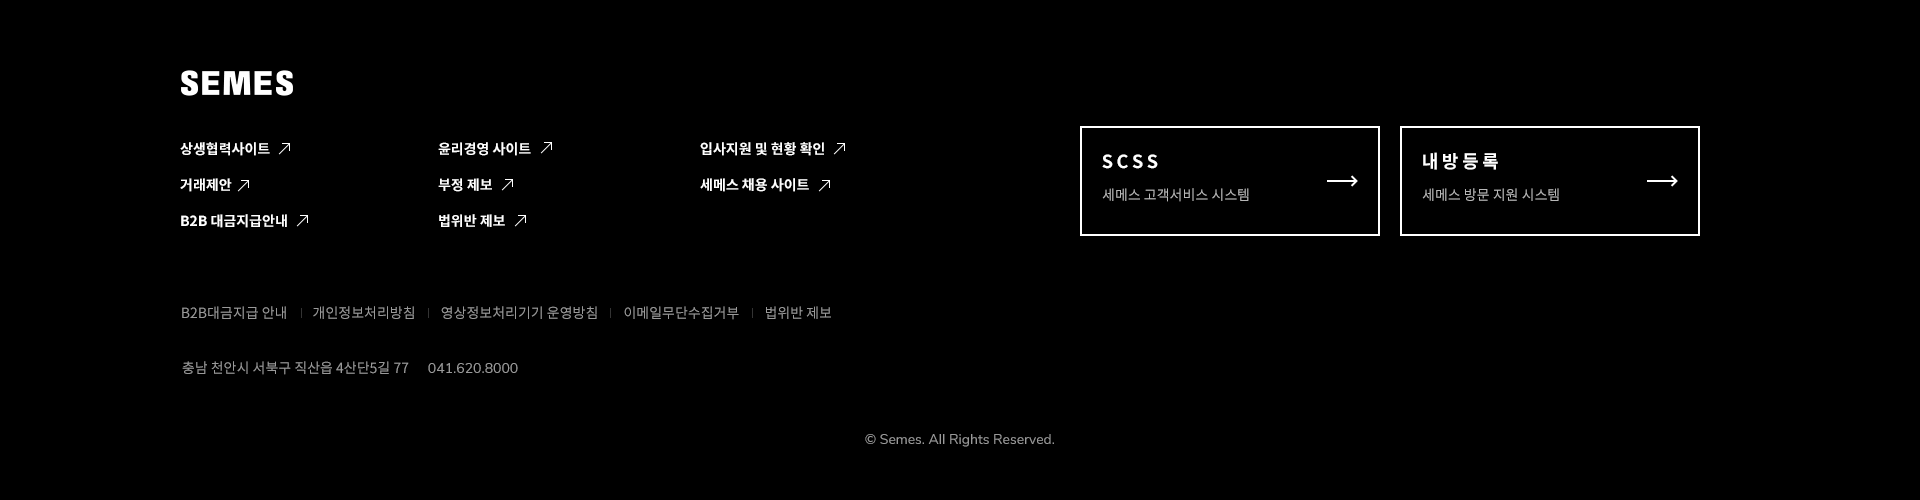 SEMES
상생협력사이트
거래제안
B2B 대금지급안내
윤리경영 사이트
부정 제보
법위반 제보
입사지원 및 현황 확인
세메스 채용 사이트
SCSS
세메스 고객서비스 시스템
내방등록
세메스 방문 지원 시스템
B2B대금지급 안내 | 개인정보처리방침 | 영상정보처리기기 운영방침 | 이메일무단수집거부 | 법위반 제보
충남 천안시 서북구 직산읍 4산단5길 77 041.620.8000
© Semes. All Rights Reserved.